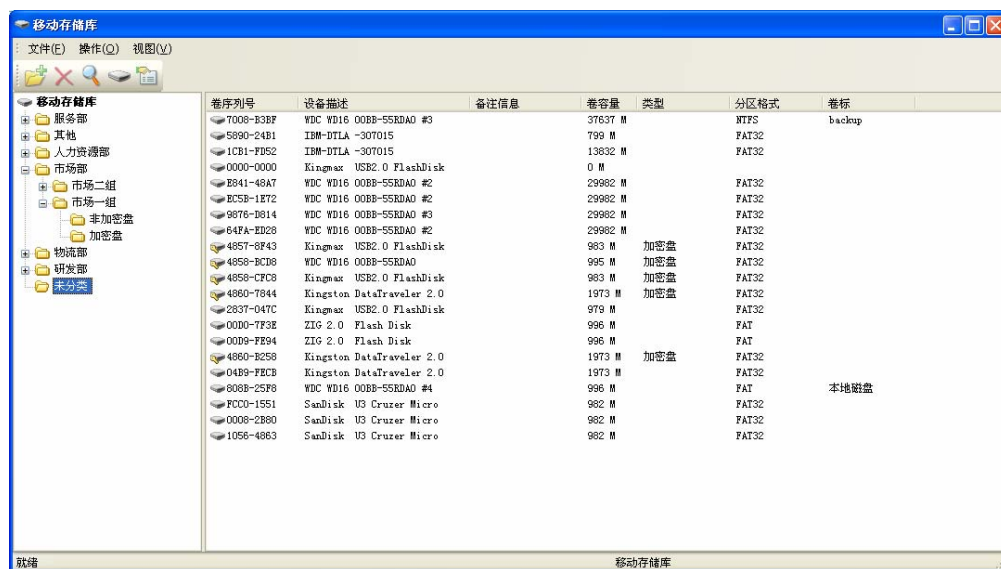 移动存储库
文件(F) 操作(O) 视图(V)
移动存储库
服务部
其他
人力资源部
市场部
市场二组
市场一组
非加密盘
加密盘
物流部
研发部
未分类
卷序列号 设备描述 备注信息 卷容量 类型 分区格式 卷标
7008-B3BF WDC WD16 00BB-55RDA0 #3 37637 M NTFS backup
5890-24B1 IBM-DTLA -307015 799 M FAT32
1CB1-FD52 IBM-DTLA -307015 13832 M FAT32
0000-0000 Kingmax USB2.0 FlashDisk 0 M
E841-48A7 WDC WD16 00BB-55RDA0 #2 29982 M FAT32
EC5B-1E72 WDC WD16 00BB-55RDA0 #2 29982 M FAT32
9876-D814 WDC WD16 00BB-55RDA0 #3 29982 M FAT32
64FA-ED28 WDC WD16 00BB-55RDA0 #2 29982 M FAT32
4857-8F43 Kingmax USB2.0 FlashDisk 983 M 加密盘 FAT32
4858-BCD8 WDC WD16 00BB-55RDA0 995 M 加密盘 FAT32
4858-CFC8 Kingmax USB2.0 FlashDisk 983 M 加密盘 FAT32
4860-7844 Kingston DataTraveler 2.0 1973 M 加密盘 FAT32
2837-047C Kingmax USB2.0 FlashDisk 979 M FAT32
00D0-7F3E ZIG 2.0 Flash Disk 996 M FAT
00D9-FE94 ZIG 2.0 Flash Disk 996 M FAT
4860-B258 Kingston DataTraveler 2.0 1973 M 加密盘 FAT32
04B9-FECB Kingston DataTraveler 2.0 1973 M FAT32
808B-25F8 WDC WD16 00BB-55RDA0 #4 996 M FAT 本地磁盘
FCC0-1551 SanDisk U3 Cruzer Micro 982 M FAT32
0008-2B80 SanDisk U3 Cruzer Micro 982 M FAT32
1056-4863 SanDisk U3 Cruzer Micro 982 M FAT32
就绪 移动存储库